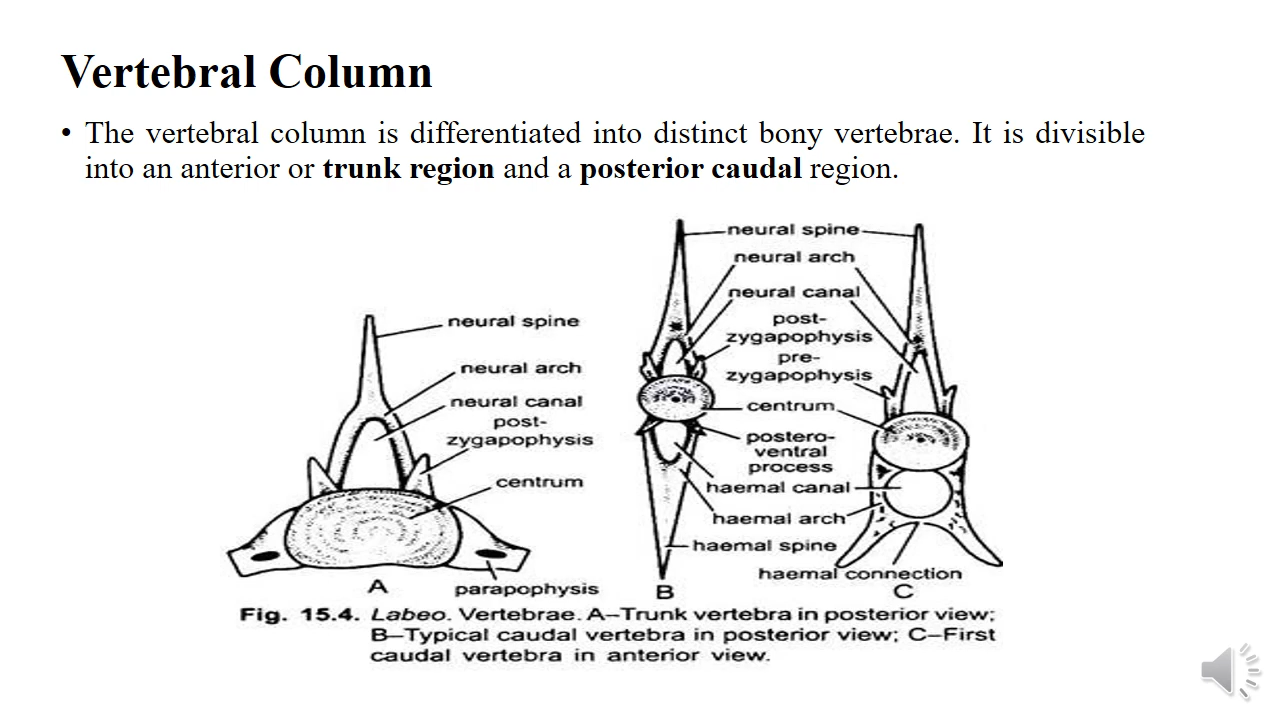 Vertebral Column
• The vertebral column is differentiated into distinct bony vertebrae. It is divisible
into an anterior or trunk region and a posterior caudal region.
neural spine
neural arch
neural canal
post-
zygapophysis
centrum
parapophysis
A
neural spine
neural arch
neural canal
post-
zygapophysis
pre-
zygapophysis
centrum
postero-
ventral
process
haemal canal
haemal arch
haemal spine
haemal connection
B
C
Fig. 15.4. Labeo. Vertebrae. A–Trunk vertebra in posterior view;
B–Typical caudal vertebra in posterior view; C–First
caudal vertebra in anterior view.